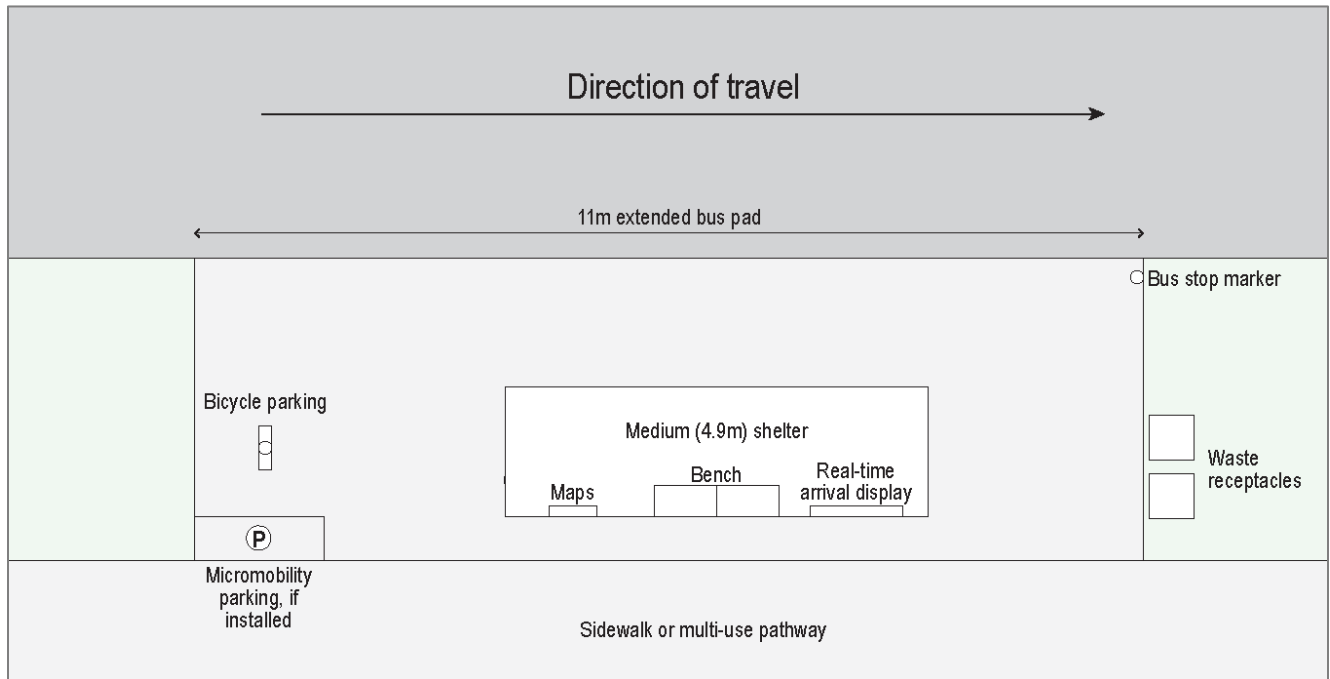 Direction of travel
11m extended bus pad
Bus stop marker
Bicycle parking
Medium (4.9m) shelter
Maps
Bench
Real-time
arrival display
Waste
receptacles
P
Micromobility
parking, if
installed
Sidewalk or multi-use pathway